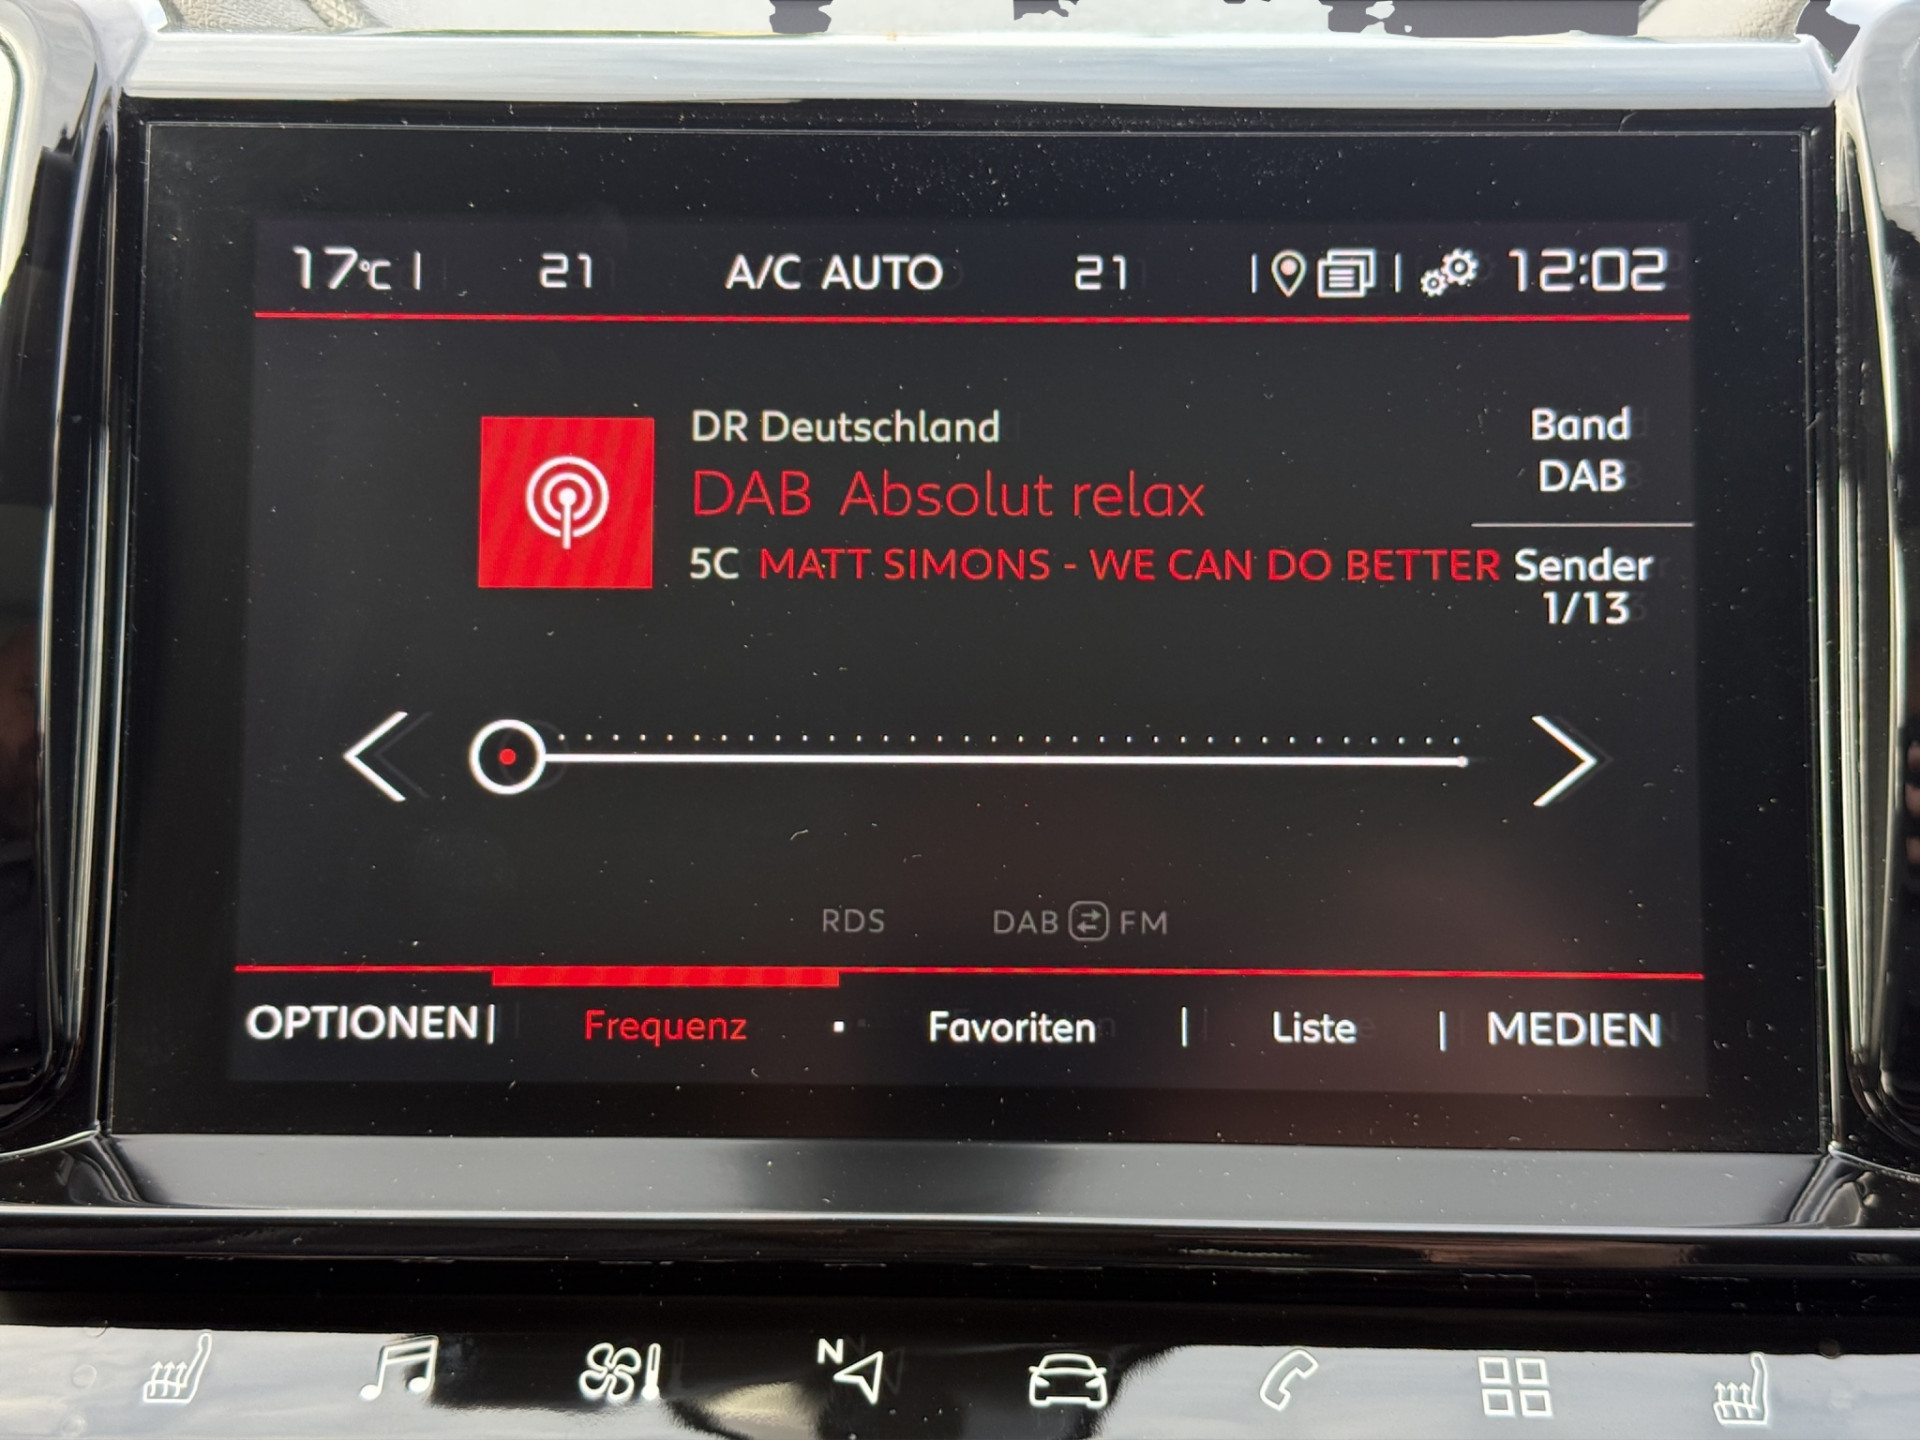 17°C | 21 A/C AUTO 21 | | 12:02
DR Deutschland
DAB Absolut relax
5C MATT SIMONS - WE CAN DO BETTER
Band
DAB
Sender
1/13
RDS DAB FM
OPTIONEN | Frequenz · Favoriten | Liste | MEDIEN
N